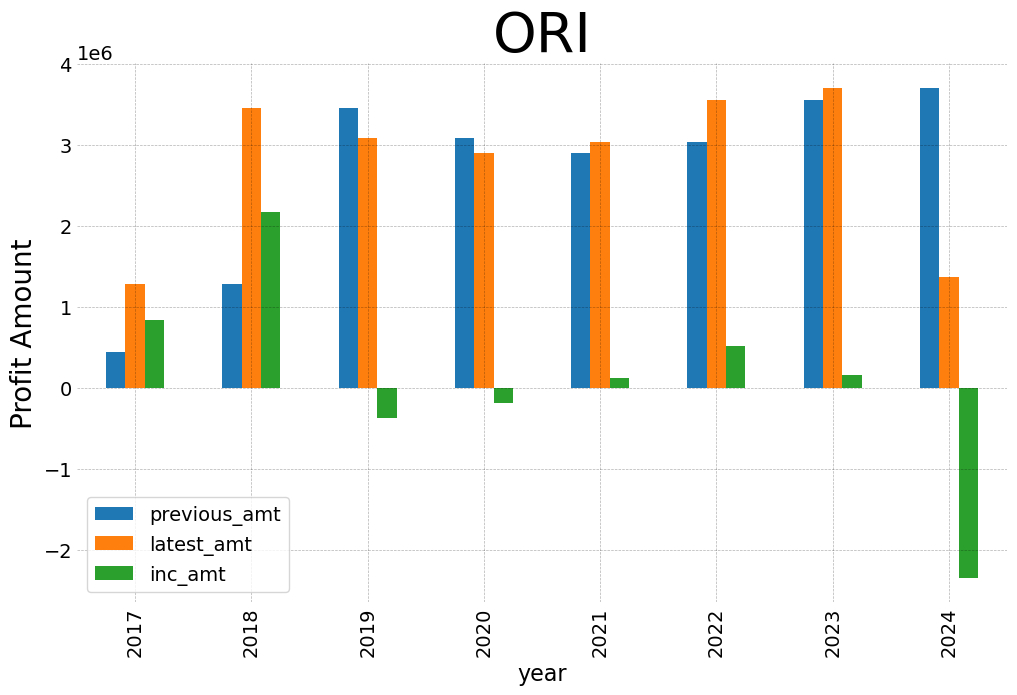 ORI
1e6
4
3
2
1
0
−1
−2
Profit Amount
previous_amt
latest_amt
inc_amt
2017
2018
2019
2020
2021
2022
2023
2024
year